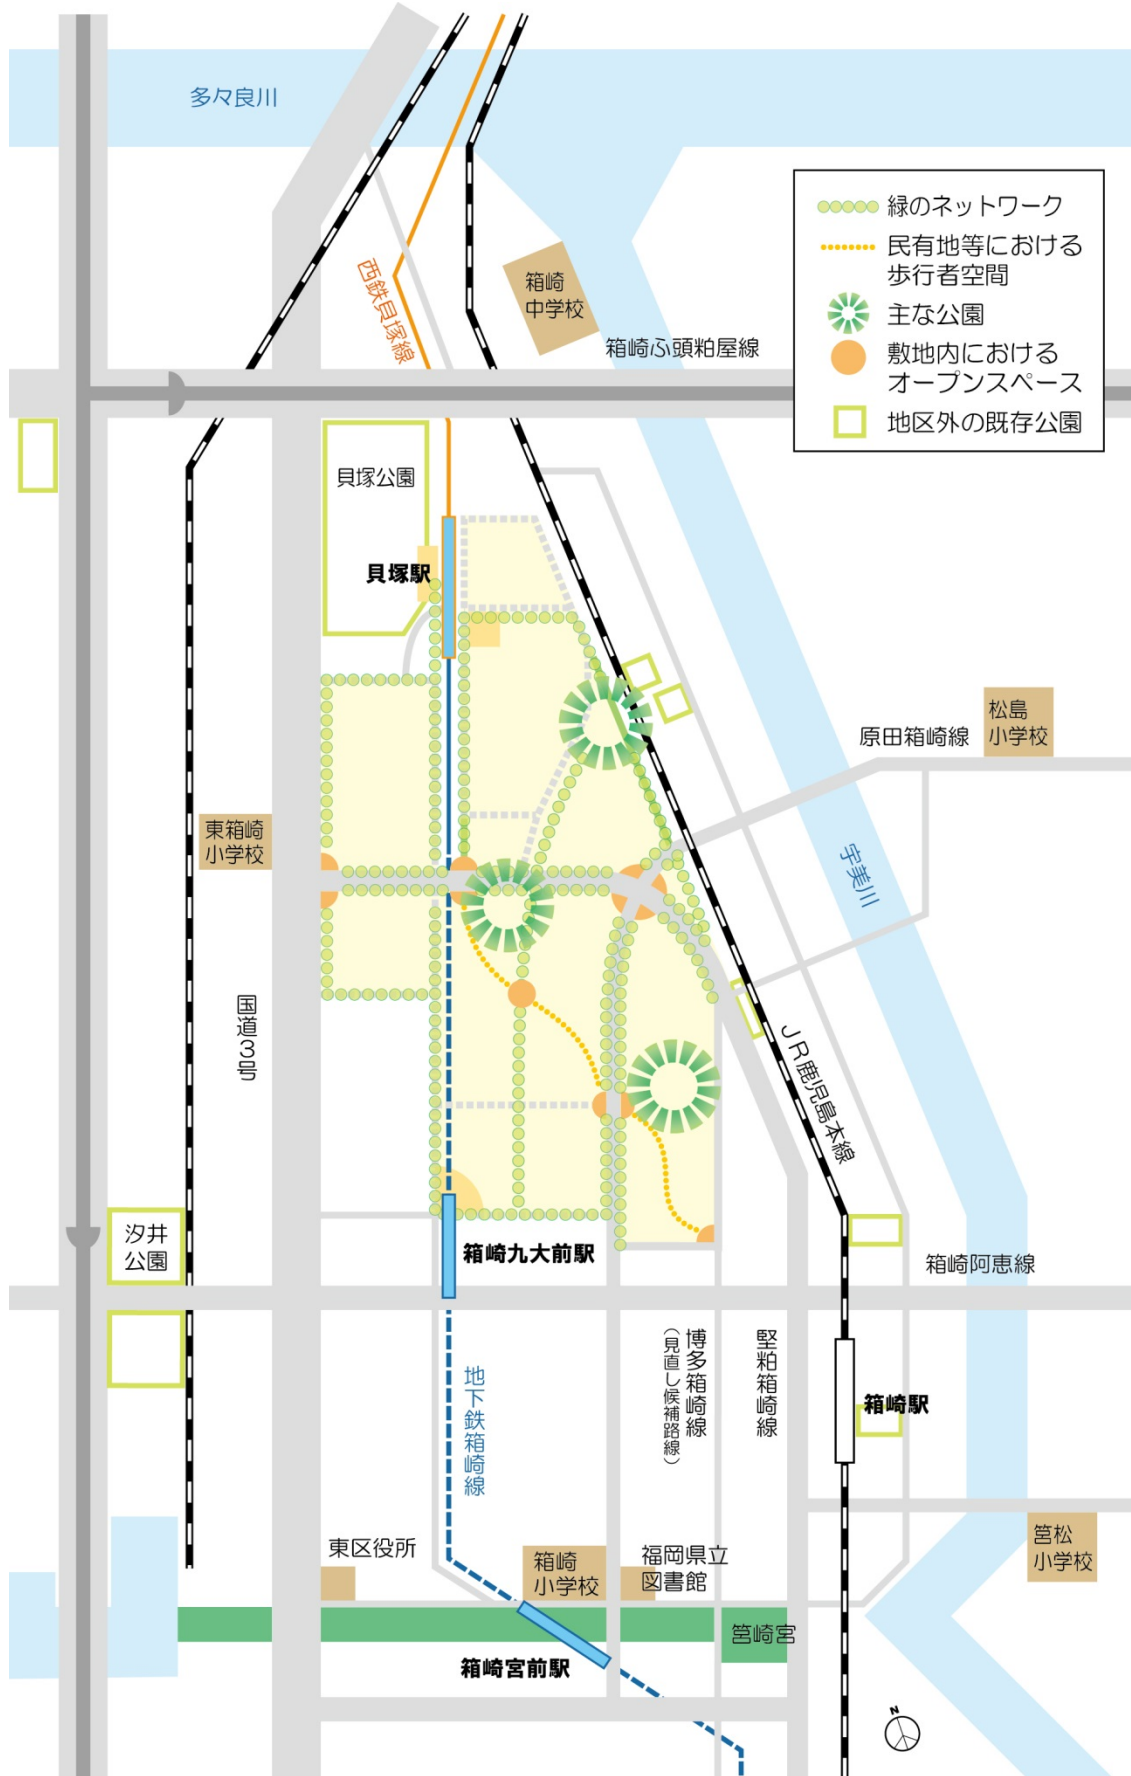 多々良川
緑のネットワーク
民有地等における
歩行者空間
主な公園
敷地内における
オープンスペース
地区外の既存公園
西鉄貝塚線
箱崎
中学校
箱崎ふ頭粕屋線
貝塚公園
貝塚駅
松島
小学校
原田箱崎線
東箱崎
小学校
宇美川
国道3号
JR鹿児島本線
汐井
公園
箱崎九大前駅
箱崎阿恵線
地下鉄箱崎線
博多箱崎線
(見直し候補路線)
堅粕箱崎線
箱崎駅
東区役所
箱崎
小学校
福岡県立
図書館
筥松
小学校
筥崎宮
箱崎宮前駅
N